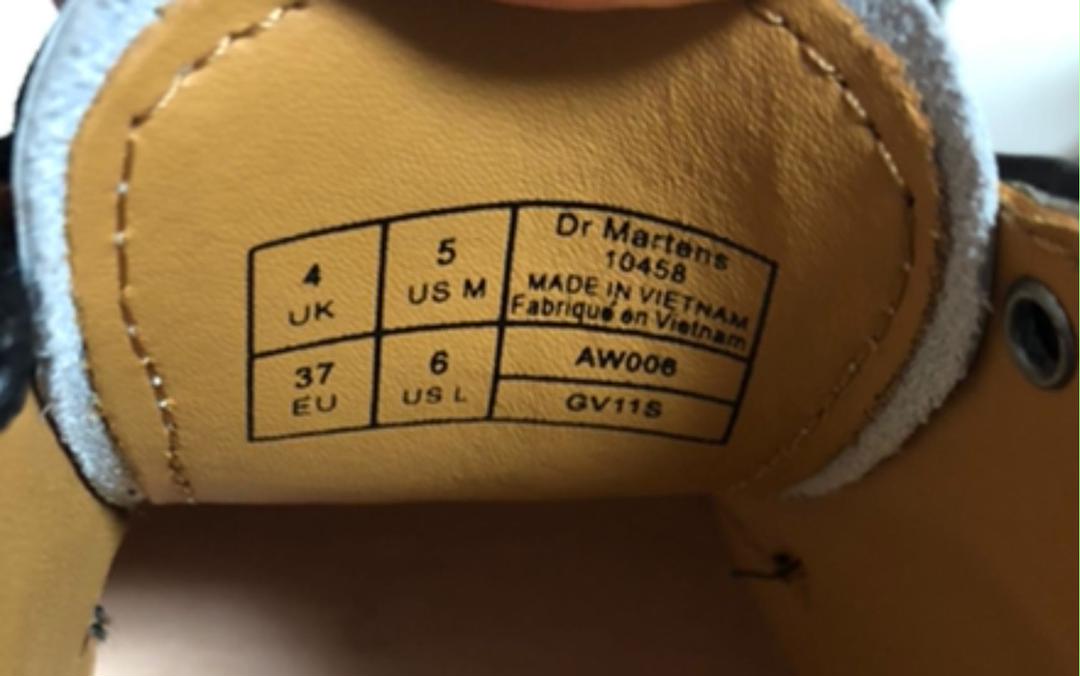 4
UK
5
US M
Dr Martens
10458
MADE IN VIETNAM
Fabriqué en Vietnam
37
EU
6
US L
AW006
GV11S